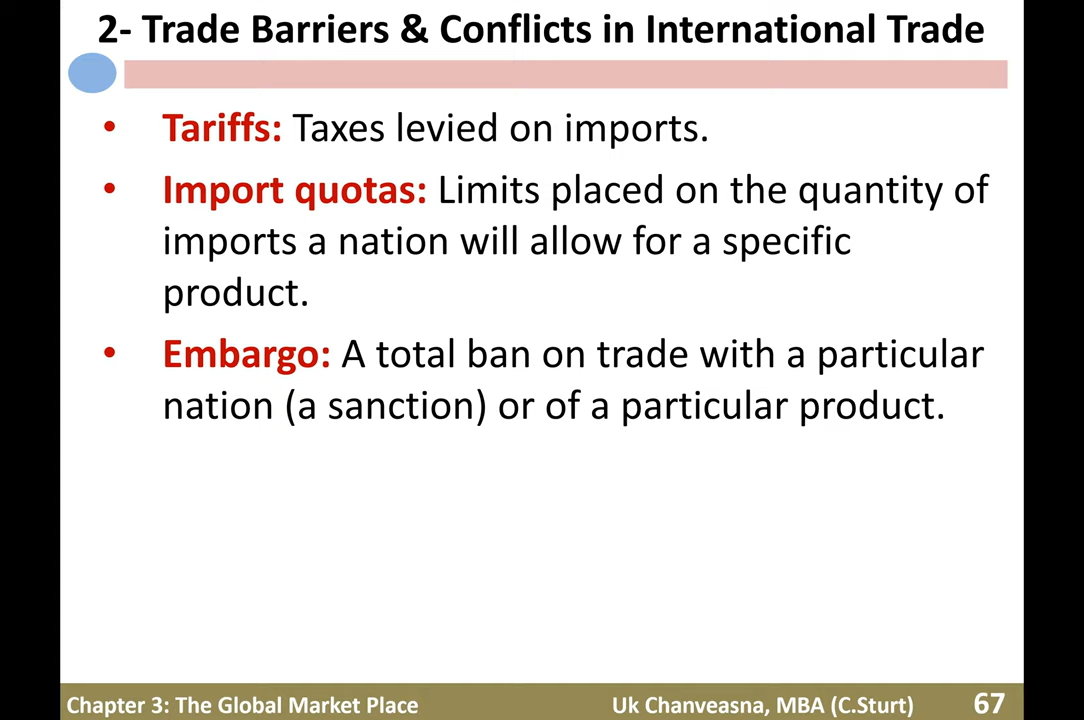 2- Trade Barriers & Conflicts in International Trade
• Tariffs: Taxes levied on imports.
• Import quotas: Limits placed on the quantity of
imports a nation will allow for a specific
product.
• Embargo: A total ban on trade with a particular
nation (a sanction) or of a particular product.
Chapter 3: The Global Market Place Uk Chanveasna, MBA (C.Sturt) 67